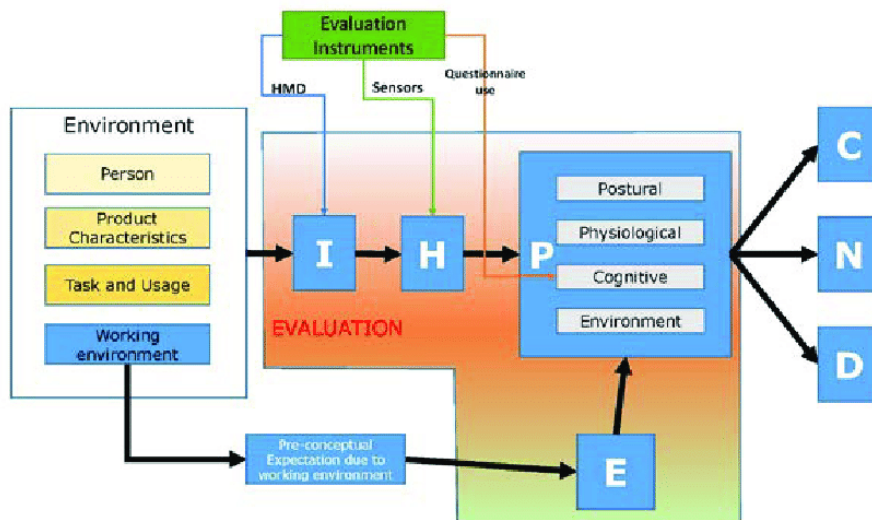 Evaluation
Instruments
HMD
Sensors
Questionnaire
use
Environment
Person
Product
Characteristics
Task and Usage
Working
environment
I
H
P
Postural
Physiological
Cognitive
Environment
EVALUATION
C
N
D
Pre-conceptual
Expectation due to
working environment
E